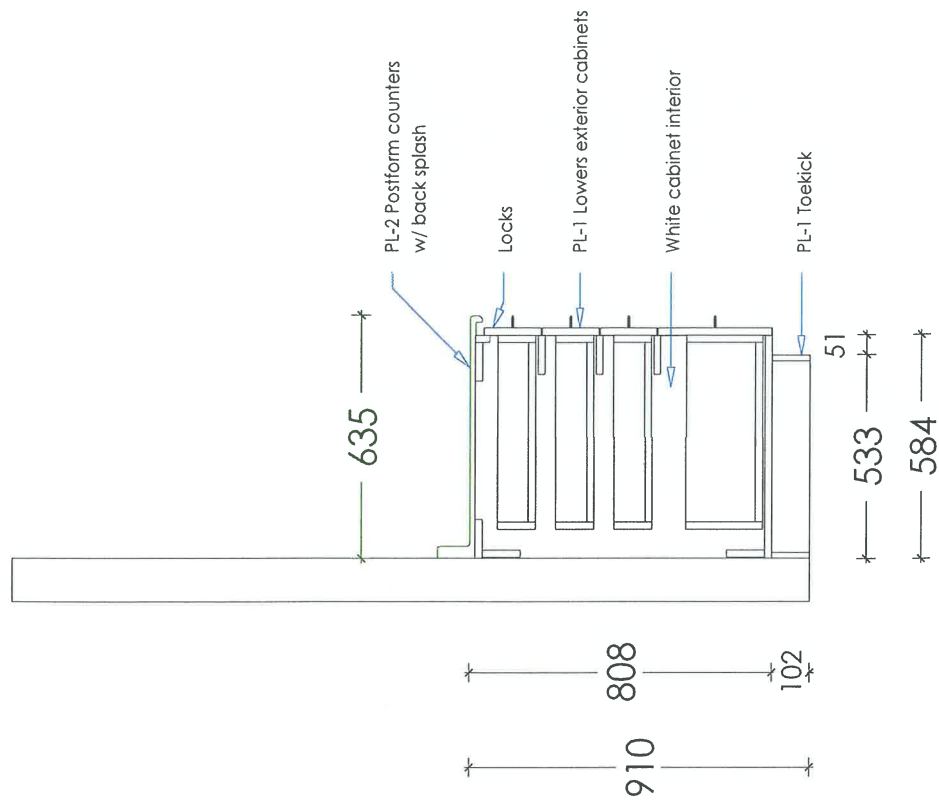 PL-2 Postform counters
w/ back splash
Locks
PL-1 Lowers exterior cabinets
White cabinet interior
PL-1 Toekick
635
51
533
584
808
102
910